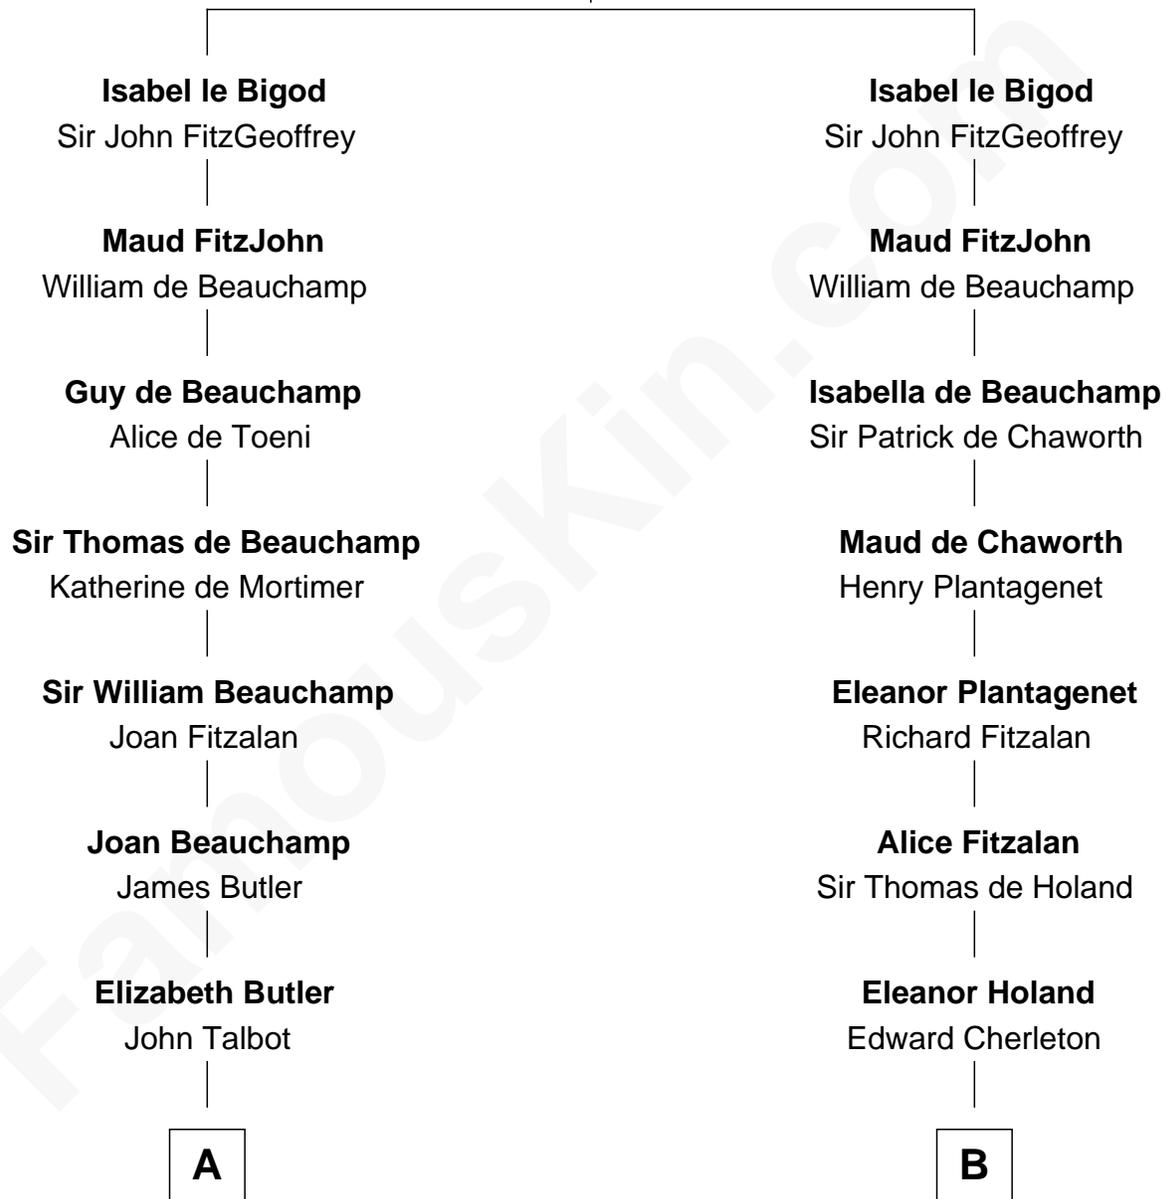 Isabel le Bigod
Sir John FitzGeoffrey
Maud FitzJohn
William de Beauchamp
Guy de Beauchamp
Alice de Toeni
Sir Thomas de Beauchamp
Katherine de Mortimer
Sir William Beauchamp
Joan Fitzalan
Joan Beauchamp
James Butler
Elizabeth Butler
John Talbot
A
Isabel le Bigod
Sir John FitzGeoffrey
Maud FitzJohn
William de Beauchamp
Isabella de Beauchamp
Sir Patrick de Chaworth
Maud de Chaworth
Henry Plantagenet
Eleanor Plantagenet
Richard Fitzalan
Alice Fitzalan
Sir Thomas de Holand
Eleanor Holand
Edward Cherleton
B
FamousKin.com